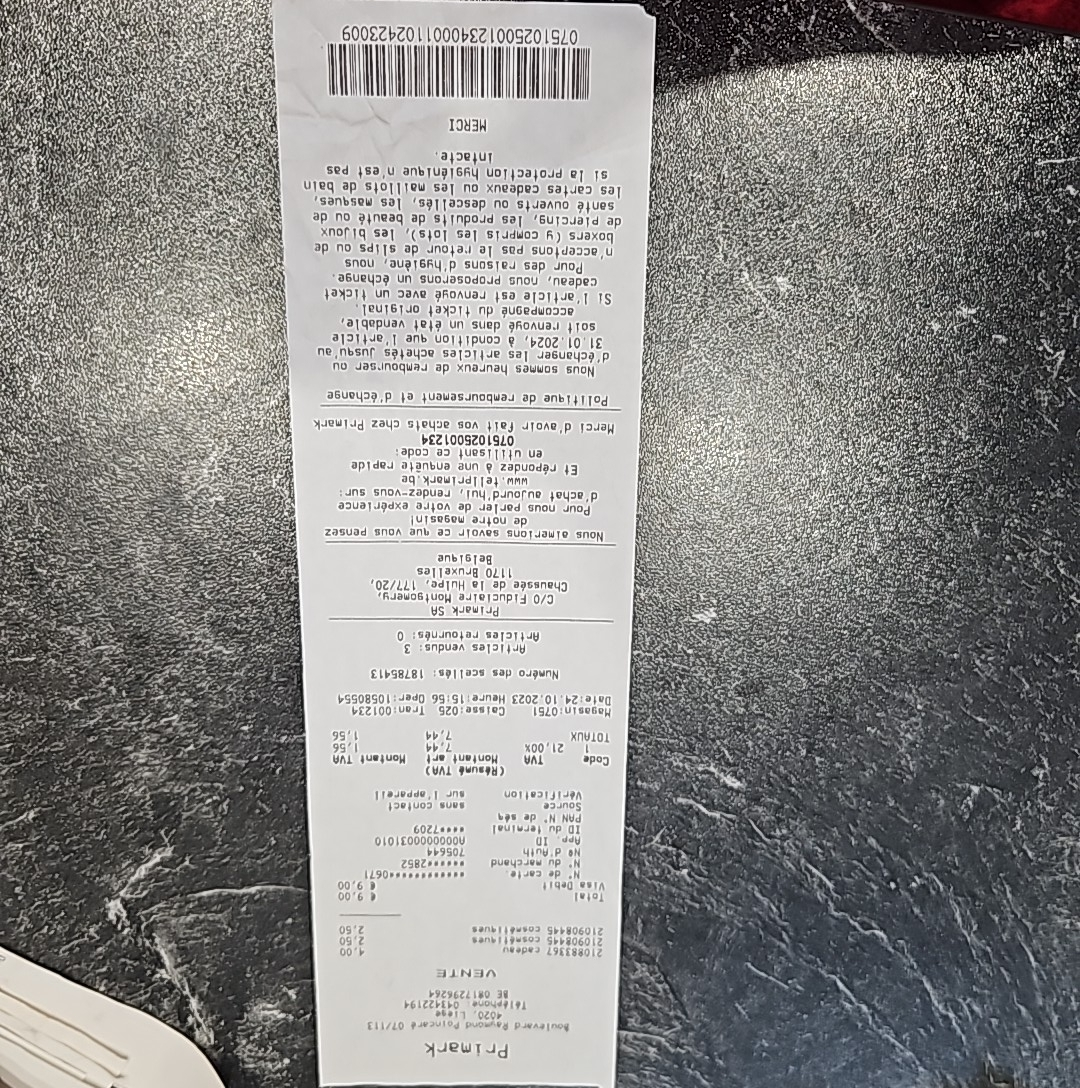 Primark
Boulevard Raymond Poincaré 07/113
4020, Liège
Téléphone: 043422194
BE 0817296264
VENTE
210883367 cadeau 4,00
210908445 cosmétiques 2,50
210908445 cosmétiques 2,50
Total € 9,00
Visa Debit € 9,00
N° de carte. ************0671
N° du marchand ******2852
Nº d'Auth 705644
App. ID A0000000031010
ID du terminal ****7209
PAN N° de séq
Source sans contact
Vérification sur l'appareil
(Résumé TVA)
Code TVA Montant art Montant TVA
1 21,00% 7,44 1,56
TOTAUX 7,44 1,56
Magasin:0751 Caisse:025 Tran:001234
Date:24.10.2023 Heure:15:56 Oper:10580554
Numéro des scellés: 18785413
Articles vendus: 3
Articles retournés: 0
Primark SA
C/O Fiduciaire Montgomery,
Chaussée de la Hulpe, 177/20,
1170 Bruxelles
Belgique
Nous aimerions savoir ce que vous pensez
de notre magasin!
Pour nous parler de votre expérience
d'achat aujourd'hui, rendez-vous sur:
www.tellprimark.be
Et répondez à une enquête rapide
en utilisant ce code:
0751025001234
Merci d'avoir fait vos achats chez Primark
Politique de remboursement et d'échange
Nous sommes heureux de rembourser ou
d'échanger les articles achetés jusqu'au
31.01.2024, à condition que l'article
soit renvoyé dans un état vendable,
accompagné du ticket original.
Si l'article est renvoyé avec un ticket
cadeau, nous proposerons un échange.
Pour des raisons d'hygiène, nous
n'acceptons pas le retour de slips ou de
boxers (y compris les lots), les bijoux
de piercing, les produits de beauté ou de
santé ouverts ou descellés, les masques,
les cartes cadeaux ou les maillots de bain
si la protection hygiénique n'est pas
intacte.
MERCI
07510250012340001102423009